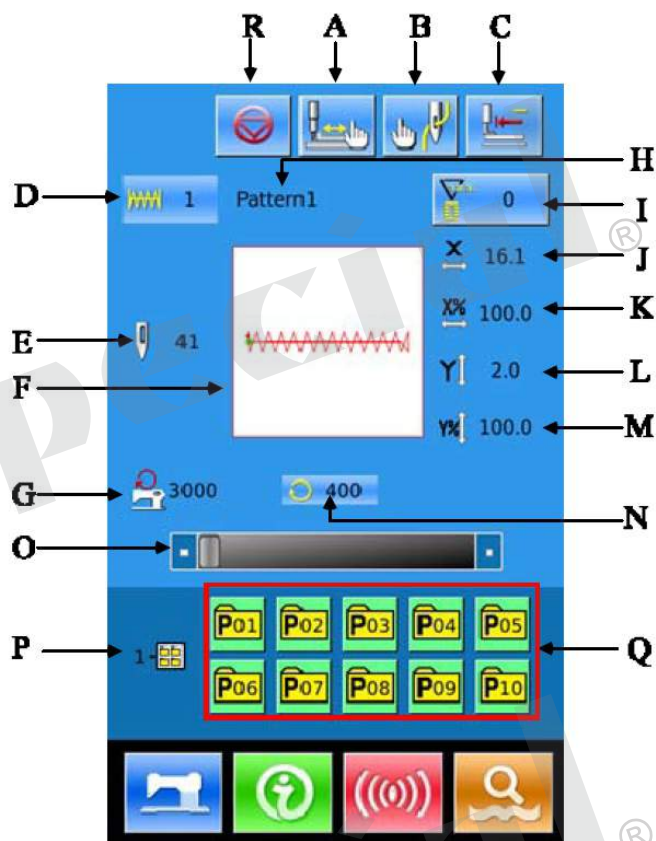 R A B C
H
D 1 Pattern1 0 I
® 
X 16.1 J
X% 100.0 K
E 41
Y 2.0 L
F
Y% 100.0 M
G 3000 400 N
O
P01 P02 P03 P04 P05
P 1- Q
P06 P07 P08 P09 P10
®